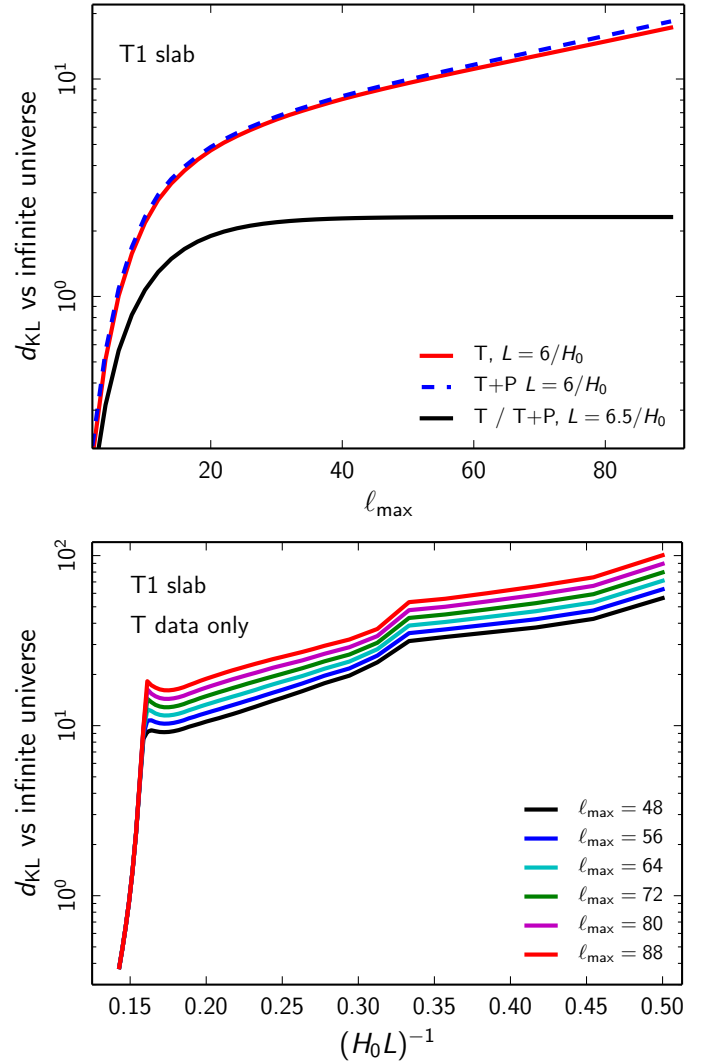 T1 slab
d_KL vs infinite universe
10^1
10^0
T, L = 6/H_0
T+P L = 6/H_0
T / T+P, L = 6.5/H_0
20 40 60 80
ℓ_max
T1 slab
T data only
d_KL vs infinite universe
10^2
10^1
10^0
ℓ_max = 48
ℓ_max = 56
ℓ_max = 64
ℓ_max = 72
ℓ_max = 80
ℓ_max = 88
0.15 0.20 0.25 0.30 0.35 0.40 0.45 0.50
(H_0L)^{-1}